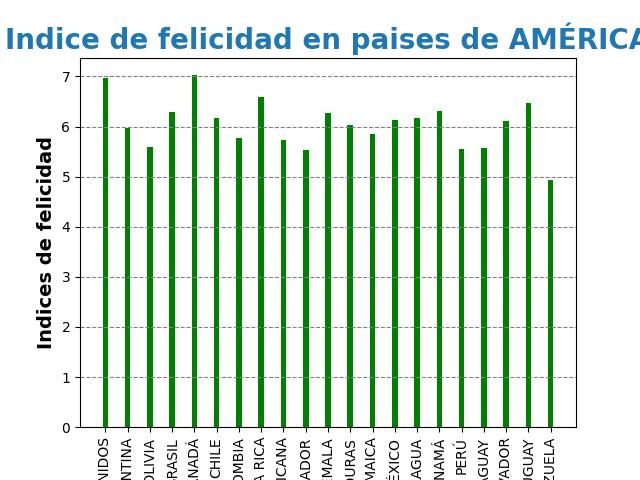 Indice de felicidad en paises de AMÉRICA
Indices de felicidad
7
6
5
4
3
2
1
0
NIDOS
NTINA
OLIVIA
RASIL
NADÁ
CHILE
OMBIA
A RICA
ICANA
ADOR
EMALA
DURAS
MAICA
ÉXICO
AGUA
NAMÁ
PERÚ
GUAY
VADOR
UGUAY
ZUELA